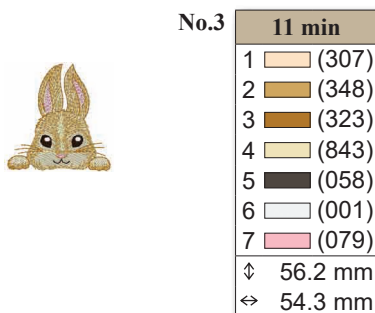 No.3
11 min
1 (307)
2 (348)
3 (323)
4 (843)
5 (058)
6 (001)
7 (079)
↕ 56.2 mm
↔ 54.3 mm